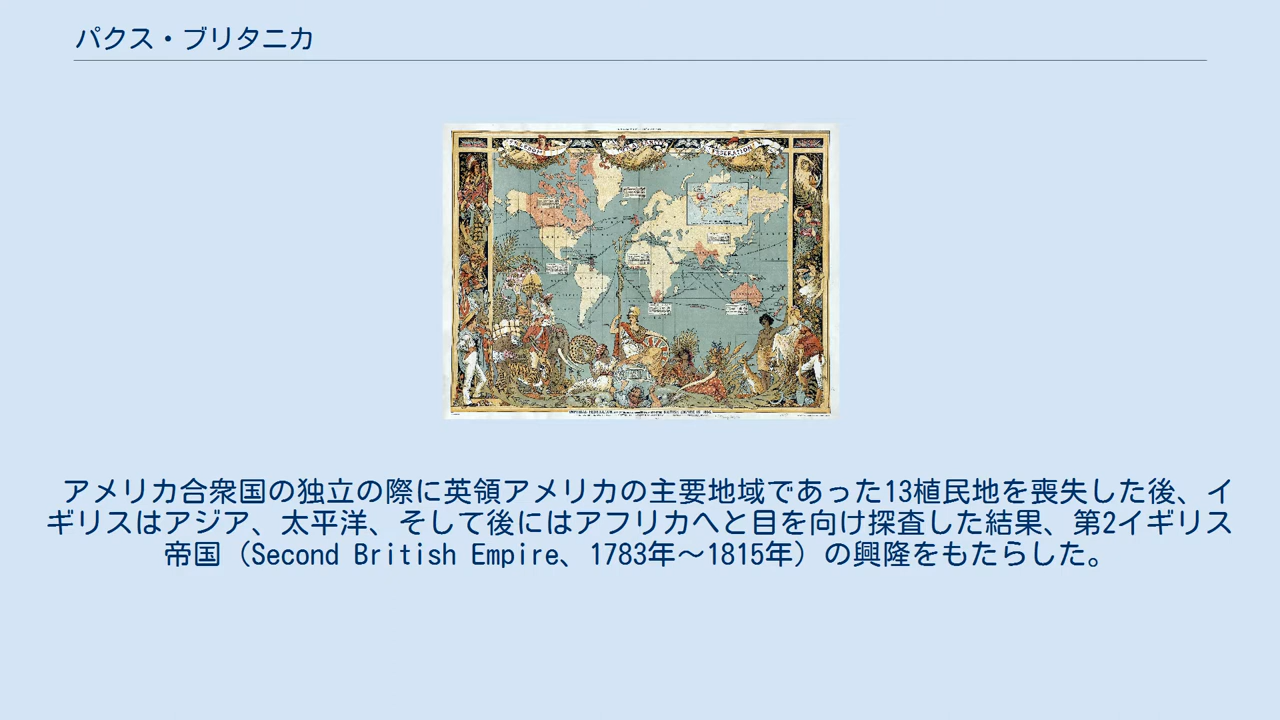 パクス・ブリタニカ
アメリカ合衆国の独立の際に英領アメリカの主要地域であった13植民地を喪失した後、イ
ギリスはアジア、太平洋、そして後にはアフリカへと目を向け探査した結果、第2イギリス
帝国（Second British Empire、1783年〜1815年）の興隆をもたらした。